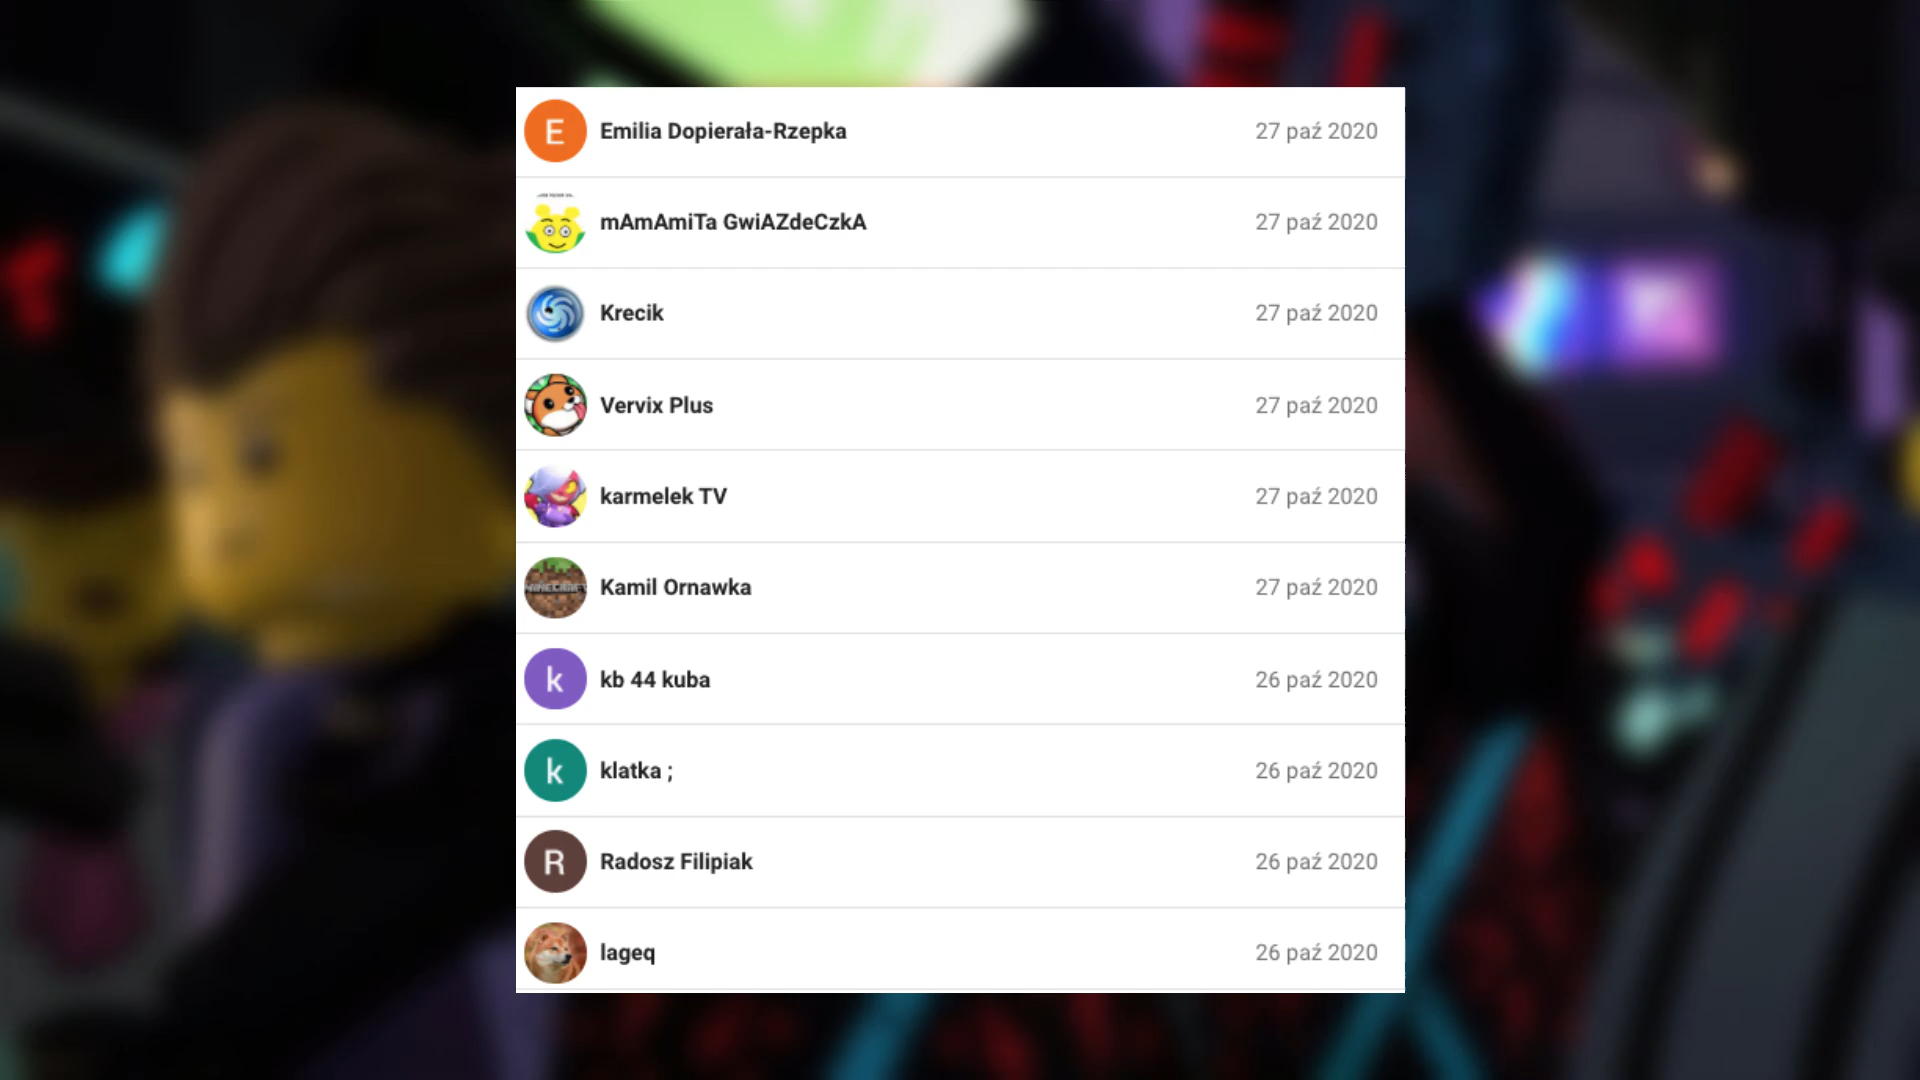 E Emilia Dopierała-Rzepka 27 paź 2020
mAmAmiTa GwiAZdeCzkA 27 paź 2020
Krecik 27 paź 2020
Vervix Plus 27 paź 2020
karmelek TV 27 paź 2020
MINECRAFT Kamil Ornawka 27 paź 2020
k kb 44 kuba 26 paź 2020
k klatka ; 26 paź 2020
R Radosz Filipiak 26 paź 2020
lageq 26 paź 2020